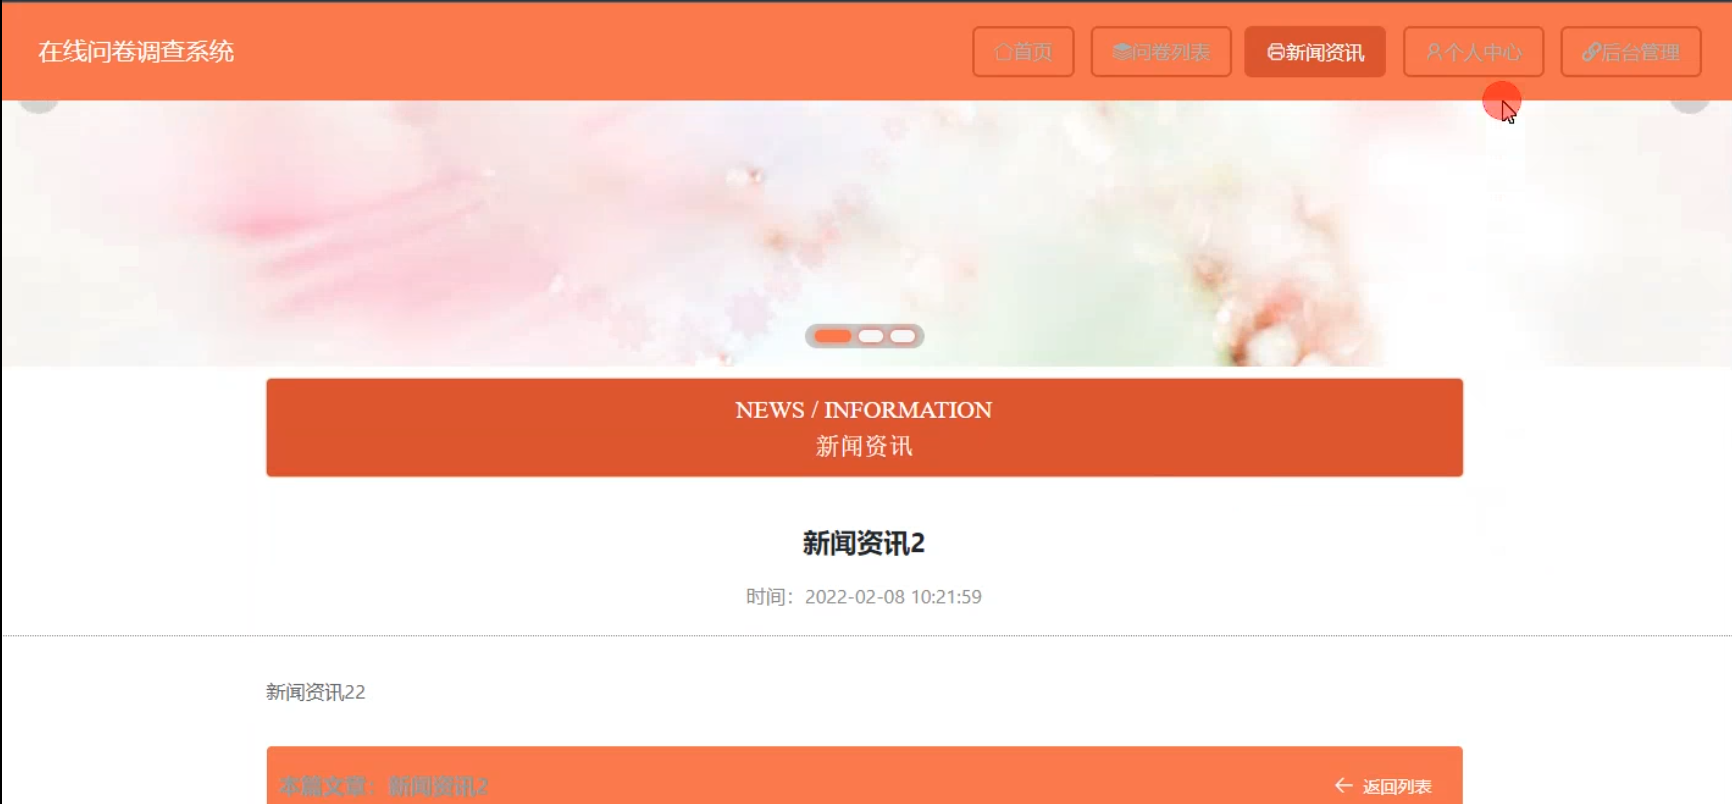 在线问卷调查系统
首页
问卷列表
新闻资讯
个人中心
后台管理
NEWS / INFORMATION
新闻资讯
新闻资讯2
时间：2022-02-08 10:21:59
新闻资讯22
本篇文章：新闻资讯2
返回列表